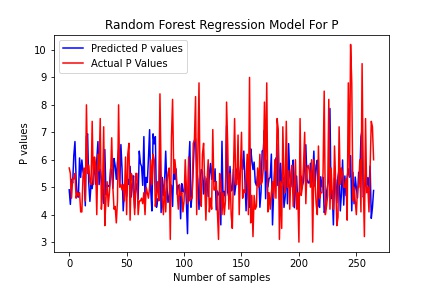 Random Forest Regression Model For P
Predicted P values
Actual P Values
P values
10
9
8
7
6
5
4
3
0
50
100
150
200
250
Number of samples